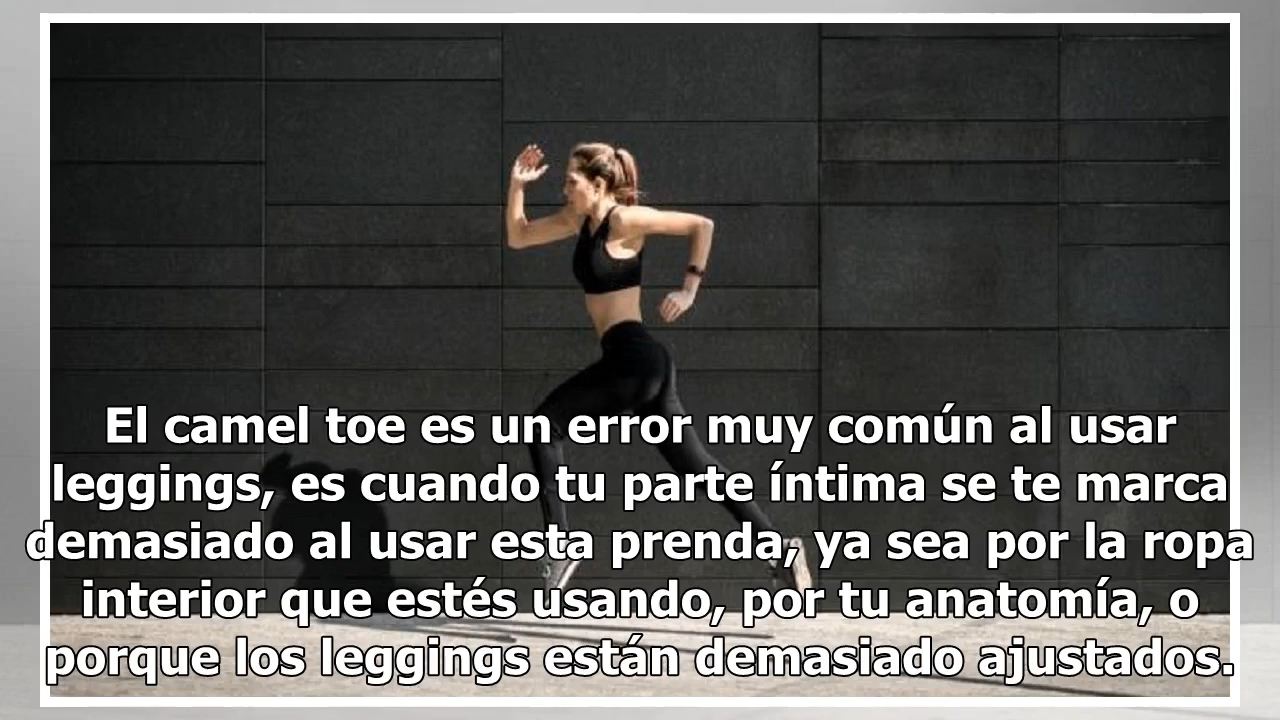 El camel toe es un error muy común al usar
leggings, es cuando tu parte íntima se te marca
demasiado al usar esta prenda, ya sea por la ropa
interior que estés usando, por tu anatomía, o
porque los leggings están demasiado ajustados.